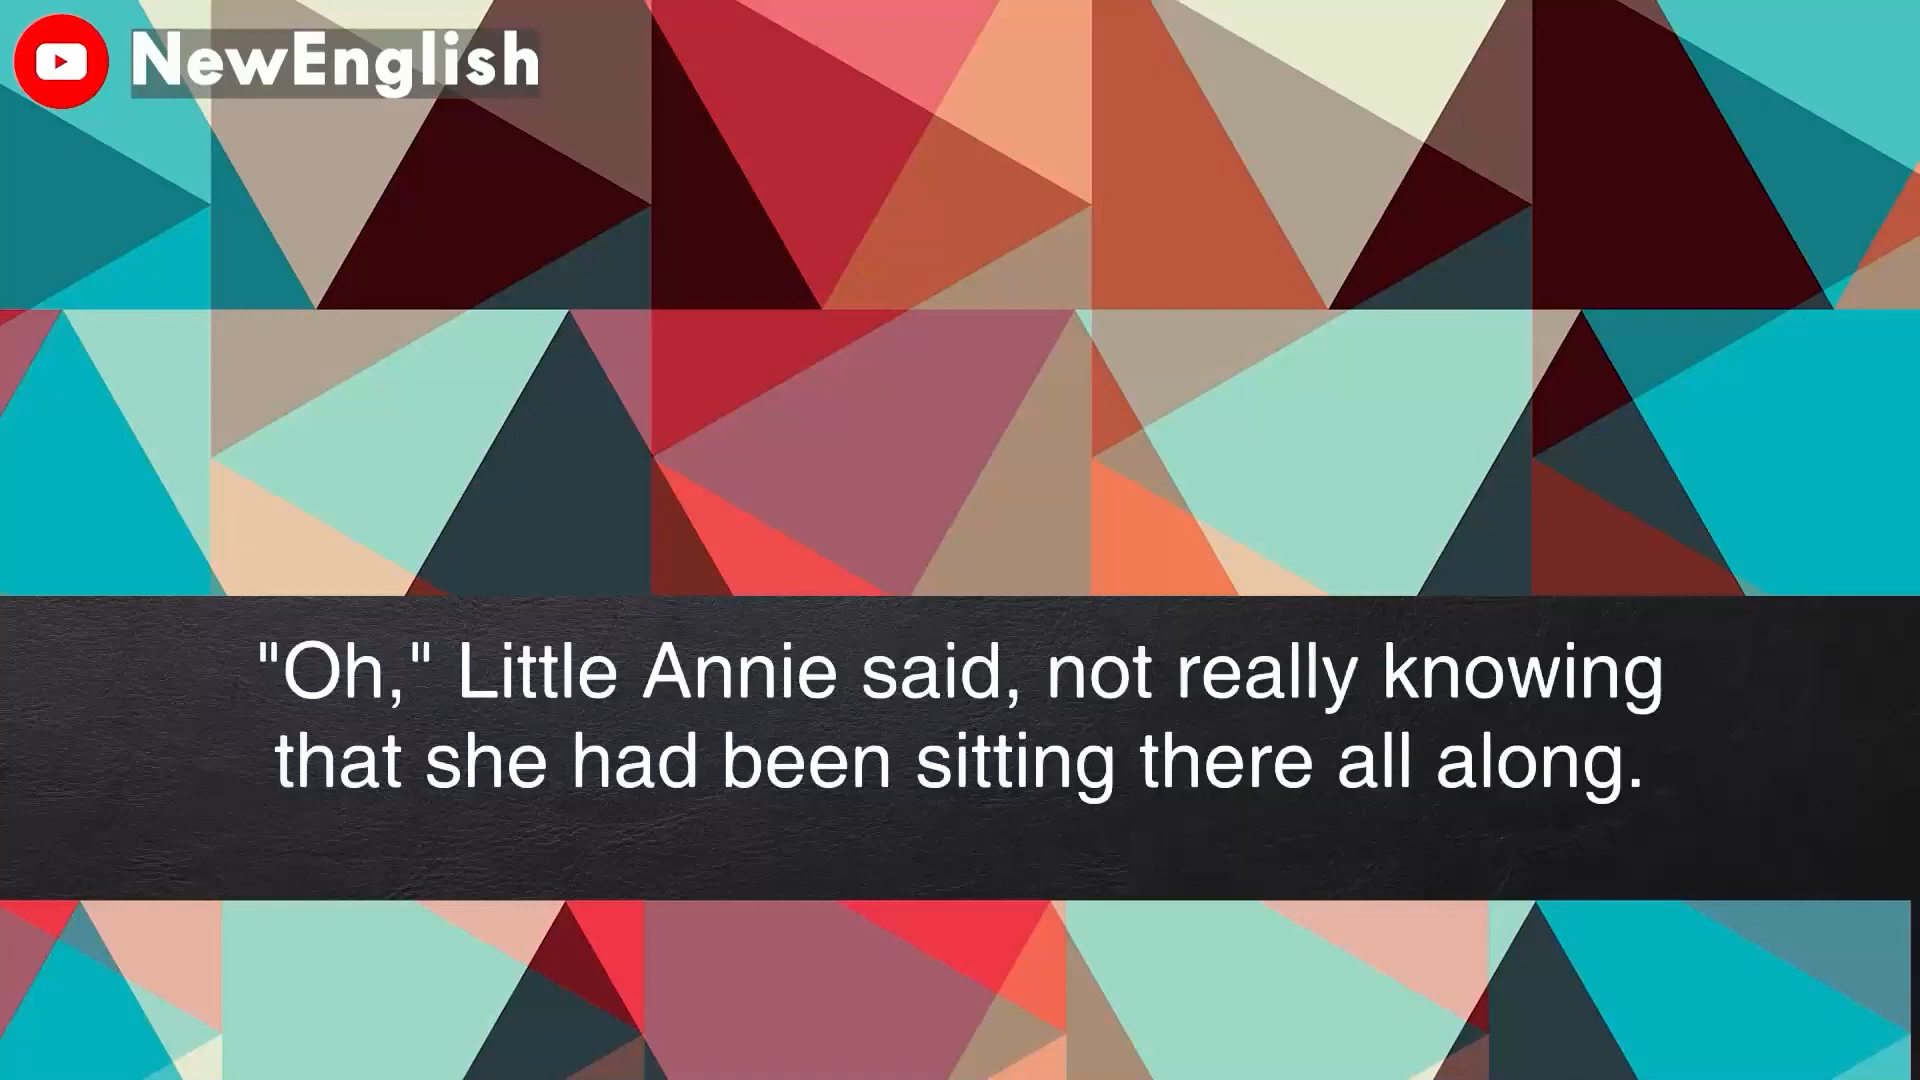 NewEnglish
"Oh," Little Annie said, not really knowing
that she had been sitting there all along.